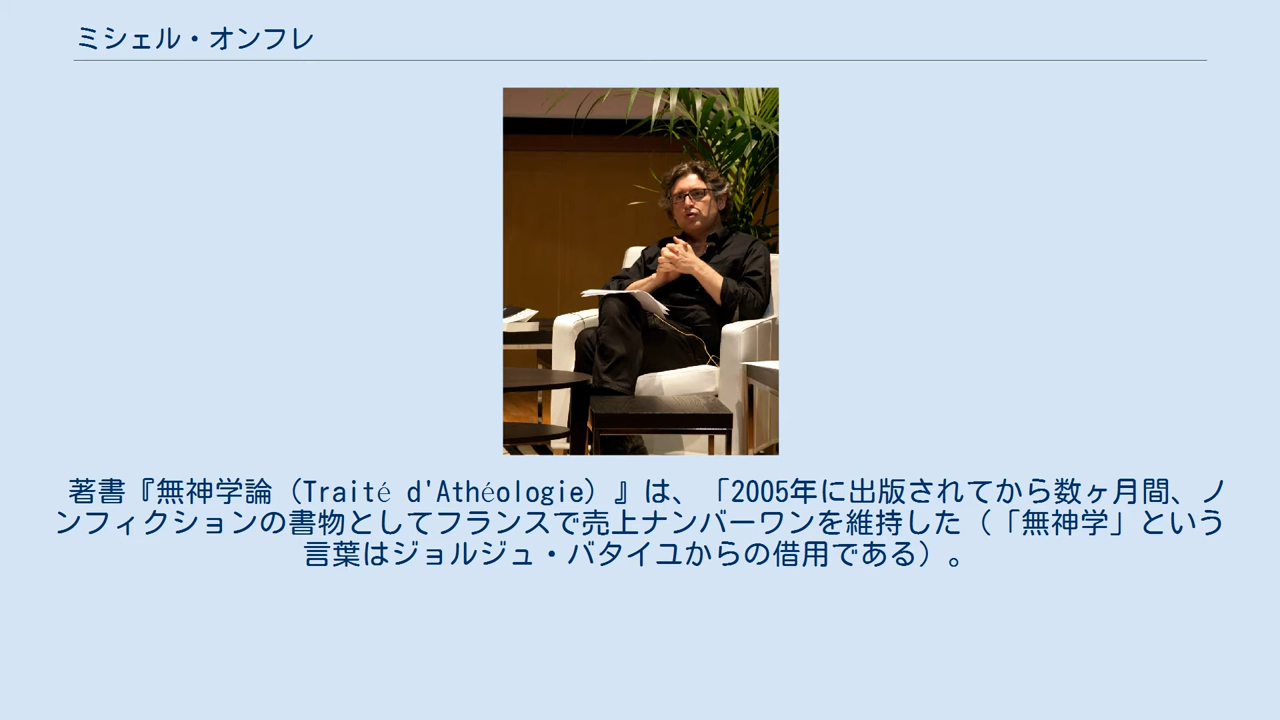 ミシェル・オンフレ
著書『無神学論（Traité d'Athéologie）』は、「2005年に出版されてから数ヶ月間、ノ
ンフィクションの書物としてフランスで売上ナンバーワンを維持した（「無神学」という
言葉はジョルジュ・バタイユからの借用である）。